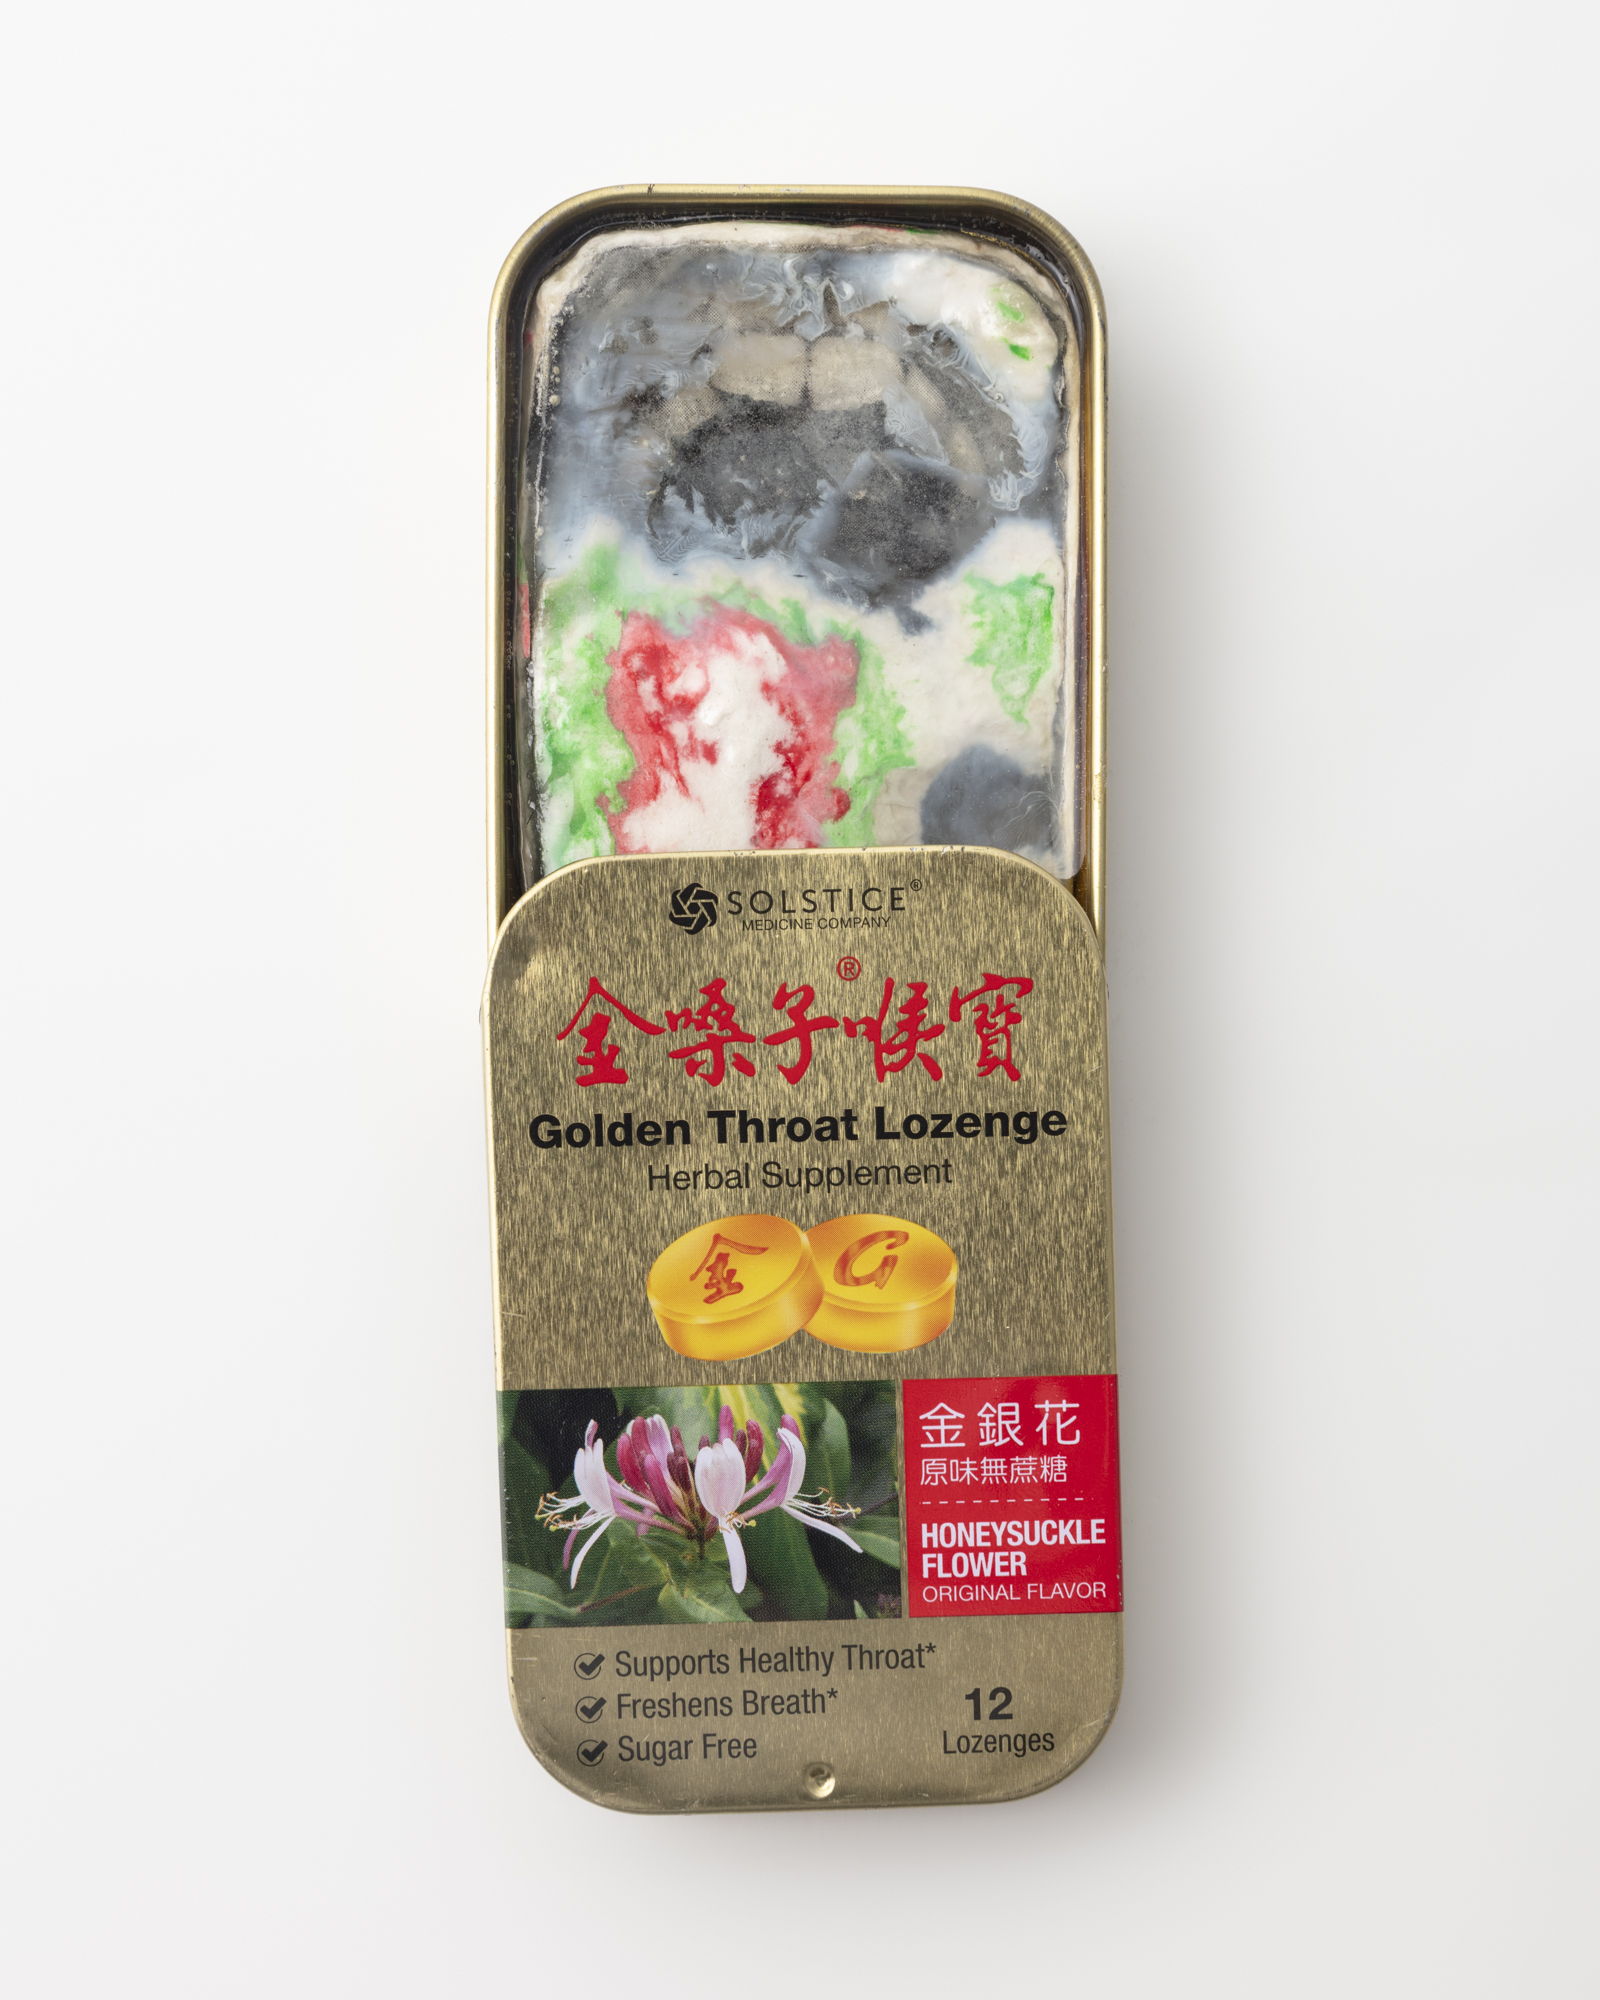 SOLSTICE®
MEDICINE COMPANY
金嗓子喉寶®
Golden Throat Lozenge
Herbal Supplement
金 G
金銀花
原味無蔗糖
HONEYSUCKLE
FLOWER
ORIGINAL FLAVOR
Supports Healthy Throat*
Freshens Breath*
Sugar Free
12
Lozenges